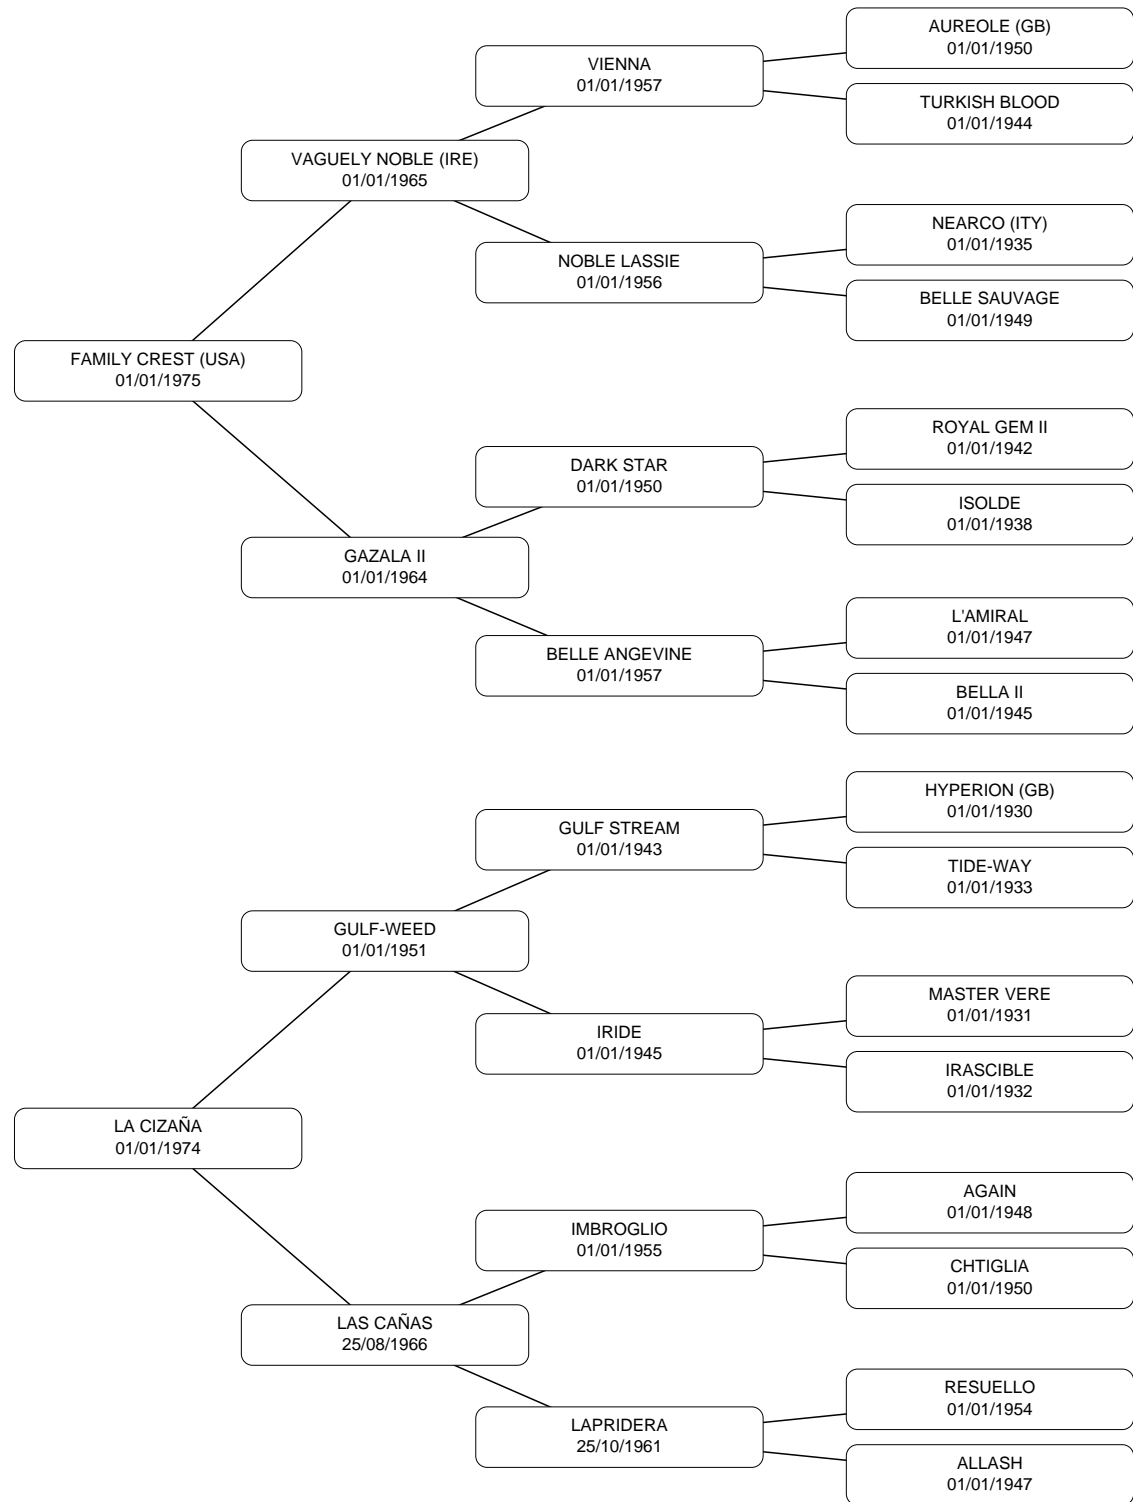 AUREOLE (GB)
01/01/1950
VIENNA
01/01/1957
TURKISH BLOOD
01/01/1944
VAGUELY NOBLE (IRE)
01/01/1965
NEARCO (ITY)
01/01/1935
NOBLE LASSIE
01/01/1956
BELLE SAUVAGE
01/01/1949
FAMILY CREST (USA)
01/01/1975
ROYAL GEM II
01/01/1942
DARK STAR
01/01/1950
ISOLDE
01/01/1938
GAZALA II
01/01/1964
L'AMIRAL
01/01/1947
BELLE ANGEVINE
01/01/1957
BELLA II
01/01/1945
HYPERION (GB)
01/01/1930
GULF STREAM
01/01/1943
TIDE-WAY
01/01/1933
GULF-WEED
01/01/1951
MASTER VERE
01/01/1931
IRIDE
01/01/1945
IRASCIBLE
01/01/1932
LA CIZAÑA
01/01/1974
AGAIN
01/01/1948
IMBROGLIO
01/01/1955
CHTIGLIA
01/01/1950
LAS CAÑAS
25/08/1966
RESUELLO
01/01/1954
LAPRIDERA
25/10/1961
ALLASH
01/01/1947